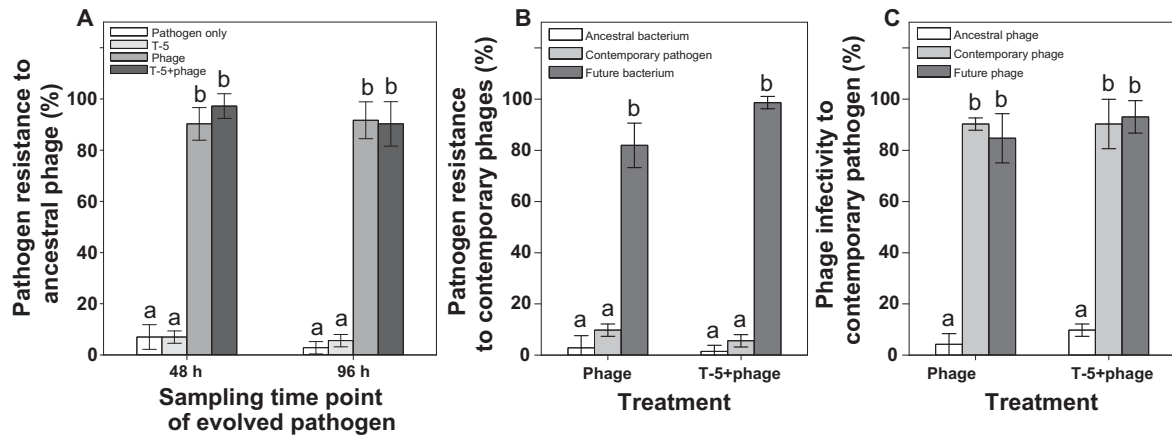 A
Pathogen only
T-5
Phage
T-5+phage
Pathogen resistance to
ancestral phage (%)
100
80
60
40
20
0
a a b b
a a b b
48 h 96 h
Sampling time point
of evolved pathogen
B
Ancestral bacterium
Contemporary pathogen
Future bacterium
Patnogen resistance
to contemporary phages (%)
100
80
60
40
20
0
a a b
a a b
Phage T-5+phage
Treatment
C
Ancestral phage
Contemporary phage
Future phage
Phage infectivity to
contemporary pathogen (%)
100
80
60
40
20
0
a b b
a b b
Phage T-5+phage
Treatment